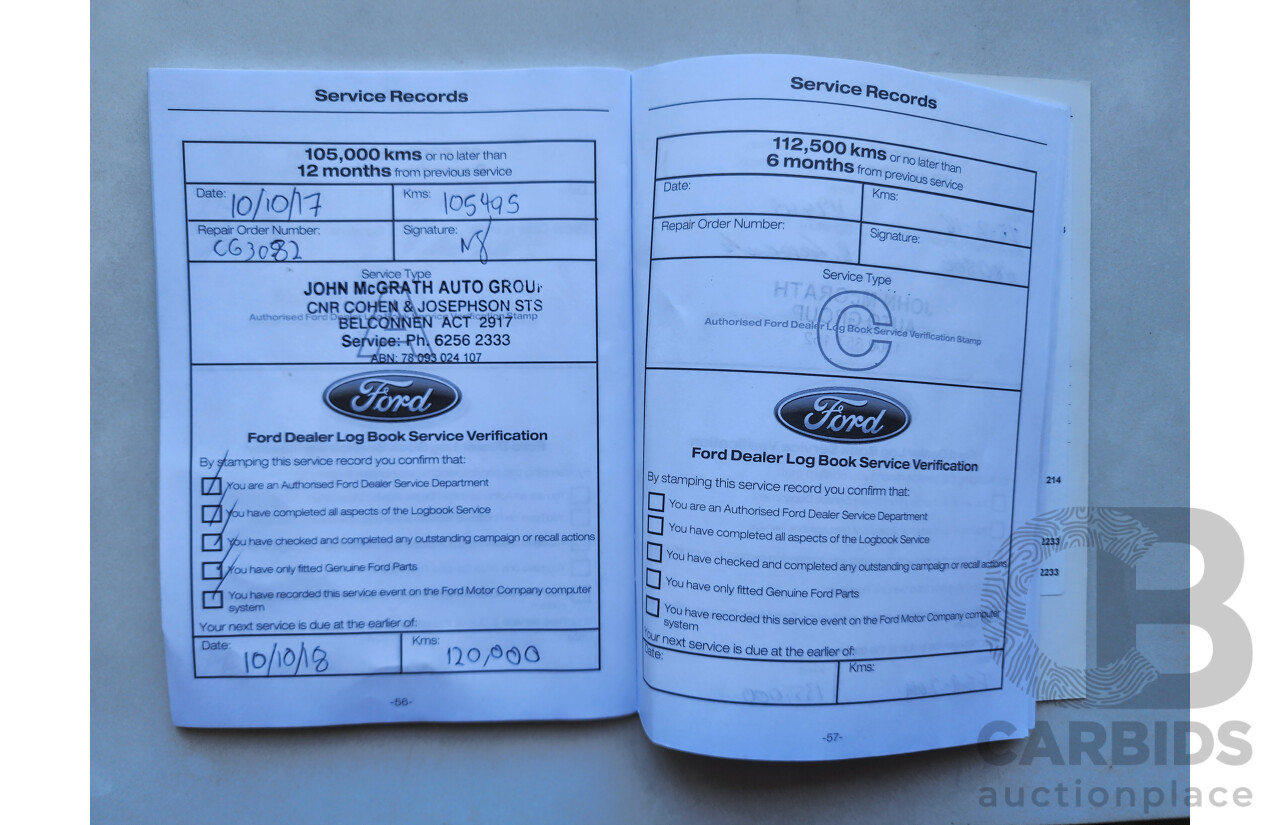 Service Records
105,000 kms or no later than
12 months from previous service
Date: 10/10/17
Kms: 105495
Repair Order Number: CG3082
Signature:
Service Type
JOHN McGRATH AUTO GROUP
CNR COHEN & JOSEPHSON STS
Authorised Ford Dealer Log Book Service Verification Stamp
BELCONNEN ACT 2917
Service: Ph. 6256 2333
ABN: 78 093 024 107
A
Ford
Ford Dealer Log Book Service Verification
By stamping this service record you confirm that:
You are an Authorised Ford Dealer Service Department
You have completed all aspects of the Logbook Service
You have checked and completed any outstanding campaign or recall actions
You have only fitted Genuine Ford Parts
You have recorded this service event on the Ford Motor Company computer
system
Your next service is due at the earlier of:
Date: 10/10/18
Kms: 120,000
-56-
Service Records
112,500 kms or no later than
6 months from previous service
Date:
Kms:
Repair Order Number:
Signature:
Service Type
C
Authorised Ford Dealer Log Book Service Verification Stamp
Ford
Ford Dealer Log Book Service Verification
By stamping this service record you confirm that:
You are an Authorised Ford Dealer Service Department
You have completed all aspects of the Logbook Service
You have checked and completed any outstanding campaign or recall actions
You have only fitted Genuine Ford Parts
You have recorded this service event on the Ford Motor Company computer
system
Your next service is due at the earlier of:
Date:
Kms:
-57-
214
2233
2233
CB
CARBIDS
auctionplace